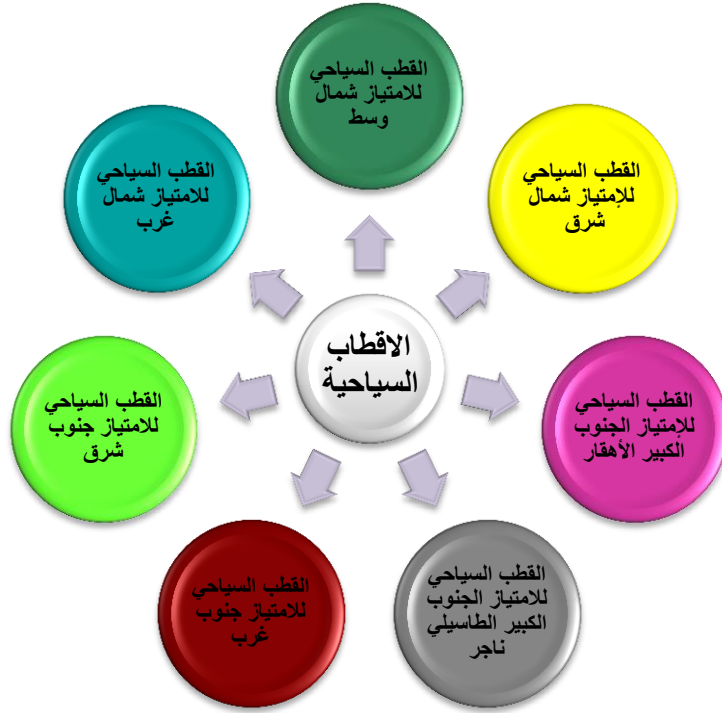 القطب السياحي
للامتياز شمال
وسط
القطب السياحي
للإمتياز شمال
شرق
القطب السياحي
للامتياز شمال
غرب
الاقطاب
السياحية
القطب السياحي
للإمتياز الجنوب
الكبير الأهقار
القطب السياحي
للامتياز جنوب
شرق
القطب السياحي
للامتياز الجنوب
الكبير الطاسيلي
ناجر
القطب السياحي
للامتياز جنوب
غرب